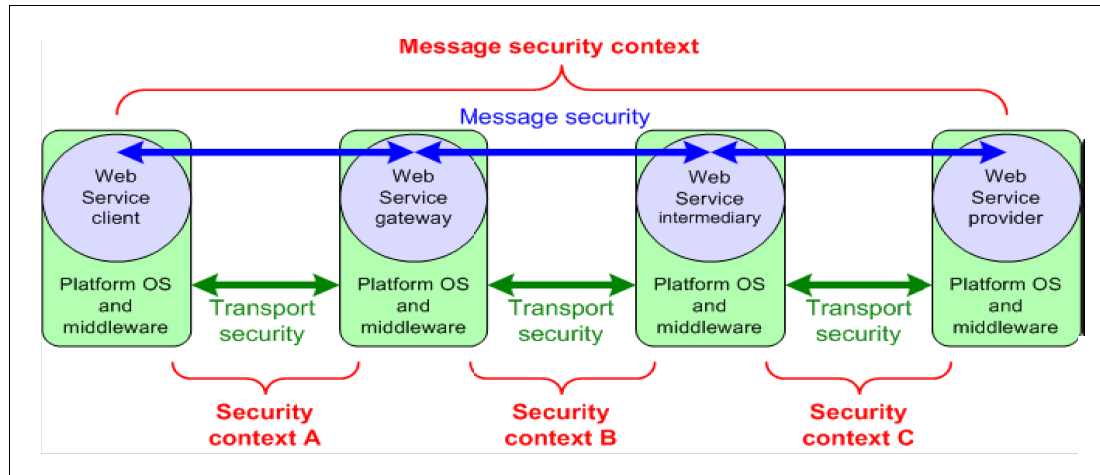 Message security context
Message security
Web
Service
client
Web
Service
gateway
Web
Service
intermediary
Web
Service
provider
Platform OS
and
middleware
Platform OS
and
middleware
Platform OS
and
middleware
Platform OS
and
middleware
Transport
security
Transport
security
Transport
security
Security
context A
Security
context B
Security
context C